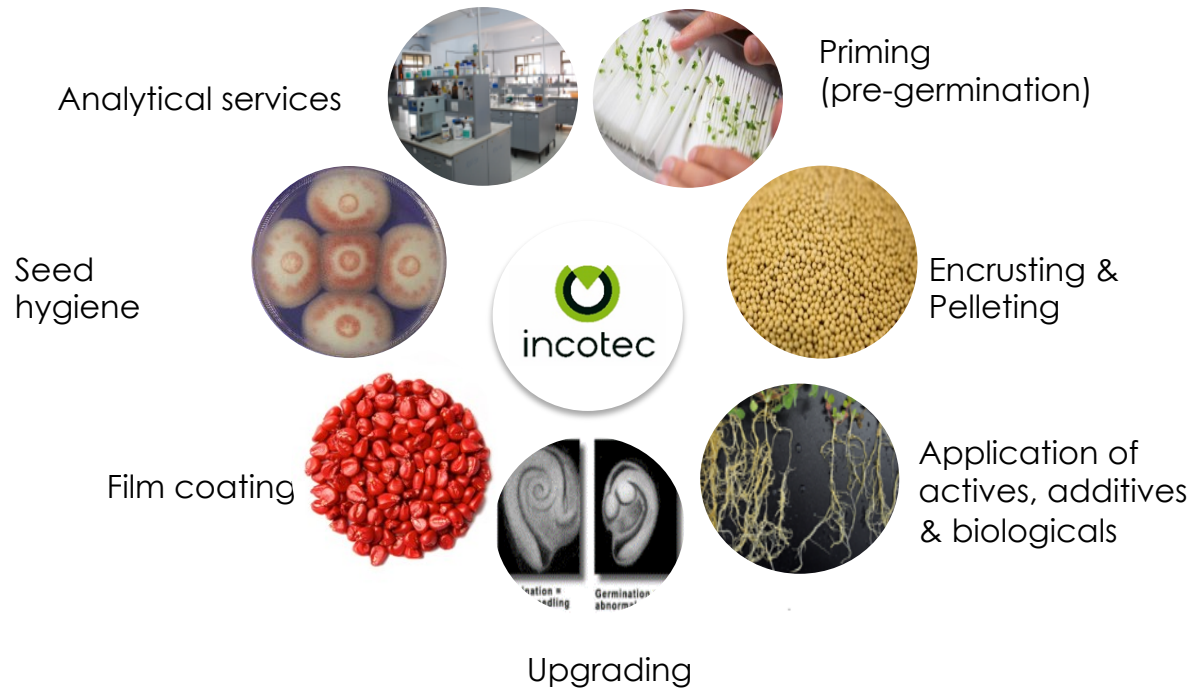 Analytical services
Priming
(pre-germination)
Seed
hygiene
Encrusting &
Pelleting
incotec
Film coating
Application of
actives, additives
& biologicals
Germination
Upgrading